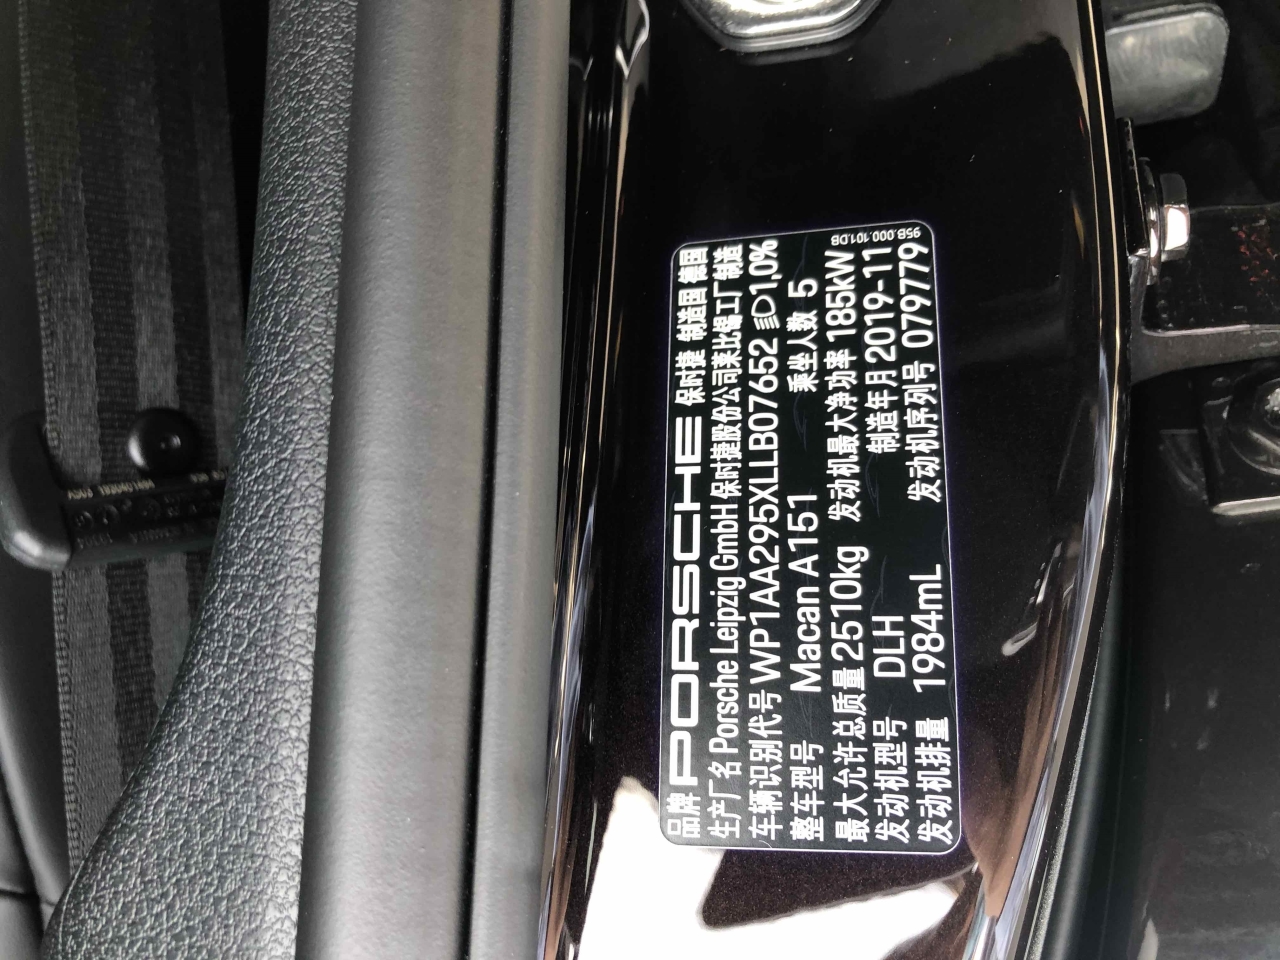 品牌 PORSCHE 保时捷 制造国 德国
生产厂名 Porsche Leipzig GmbH 保时捷股份公司莱比锡工厂制造
车辆识别代号 WP1AA295XLLB07652 1,0%
整车型号 Macan A151 乘坐人数 5
最大允许总质量 2510kg 发动机最大净功率 185kW
发动机型号 DLH 制造年月 2019-11
发动机排量 1984mL 发动机序列号 079779
95B.000.101.DB